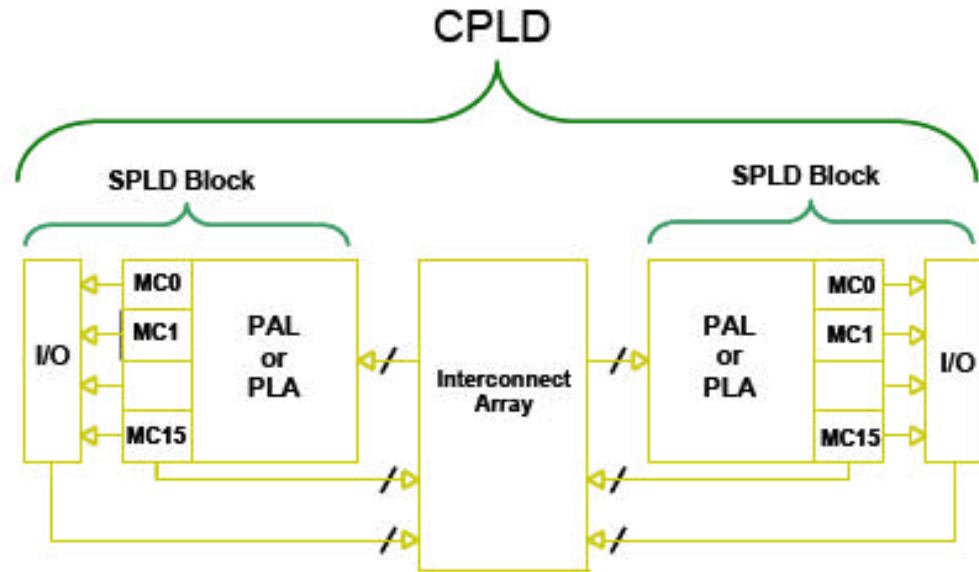 CPLD
SPLD Block
SPLD Block
I/O
MC0
MC1
MC15
PAL
or
PLA
Interconnect
Array
PAL
or
PLA
MC0
MC1
MC15
I/O